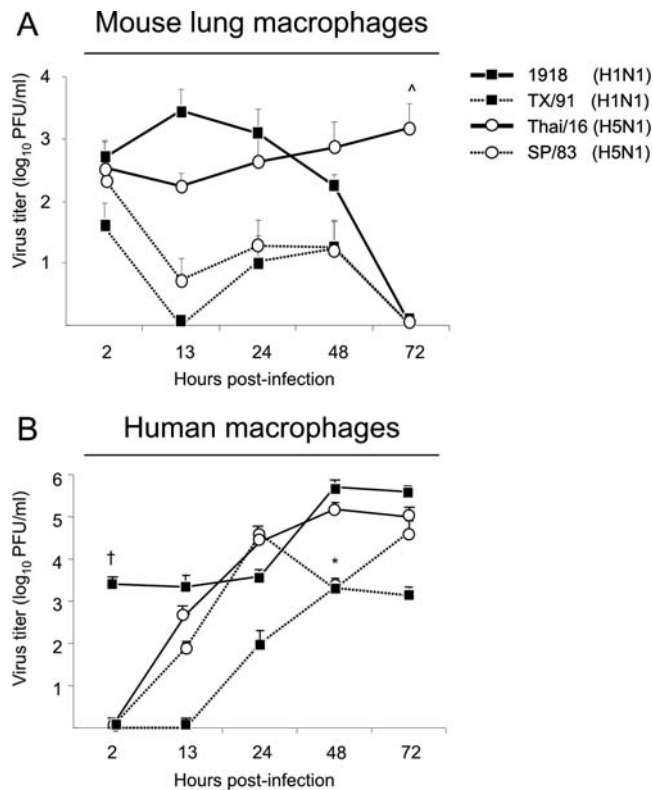 A
Mouse lung macrophages
4
3
2
1
Virus titer (log10 PFU/ml)
^
2 13 24 48 72
Hours post-infection
1918 (H1N1)
TX/91 (H1N1)
Thai/16 (H5N1)
SP/83 (H5N1)
B
Human macrophages
6
5
4
3
2
1
Virus titer (log10 PFU/ml)
†
*
2 13 24 48 72
Hours post-infection